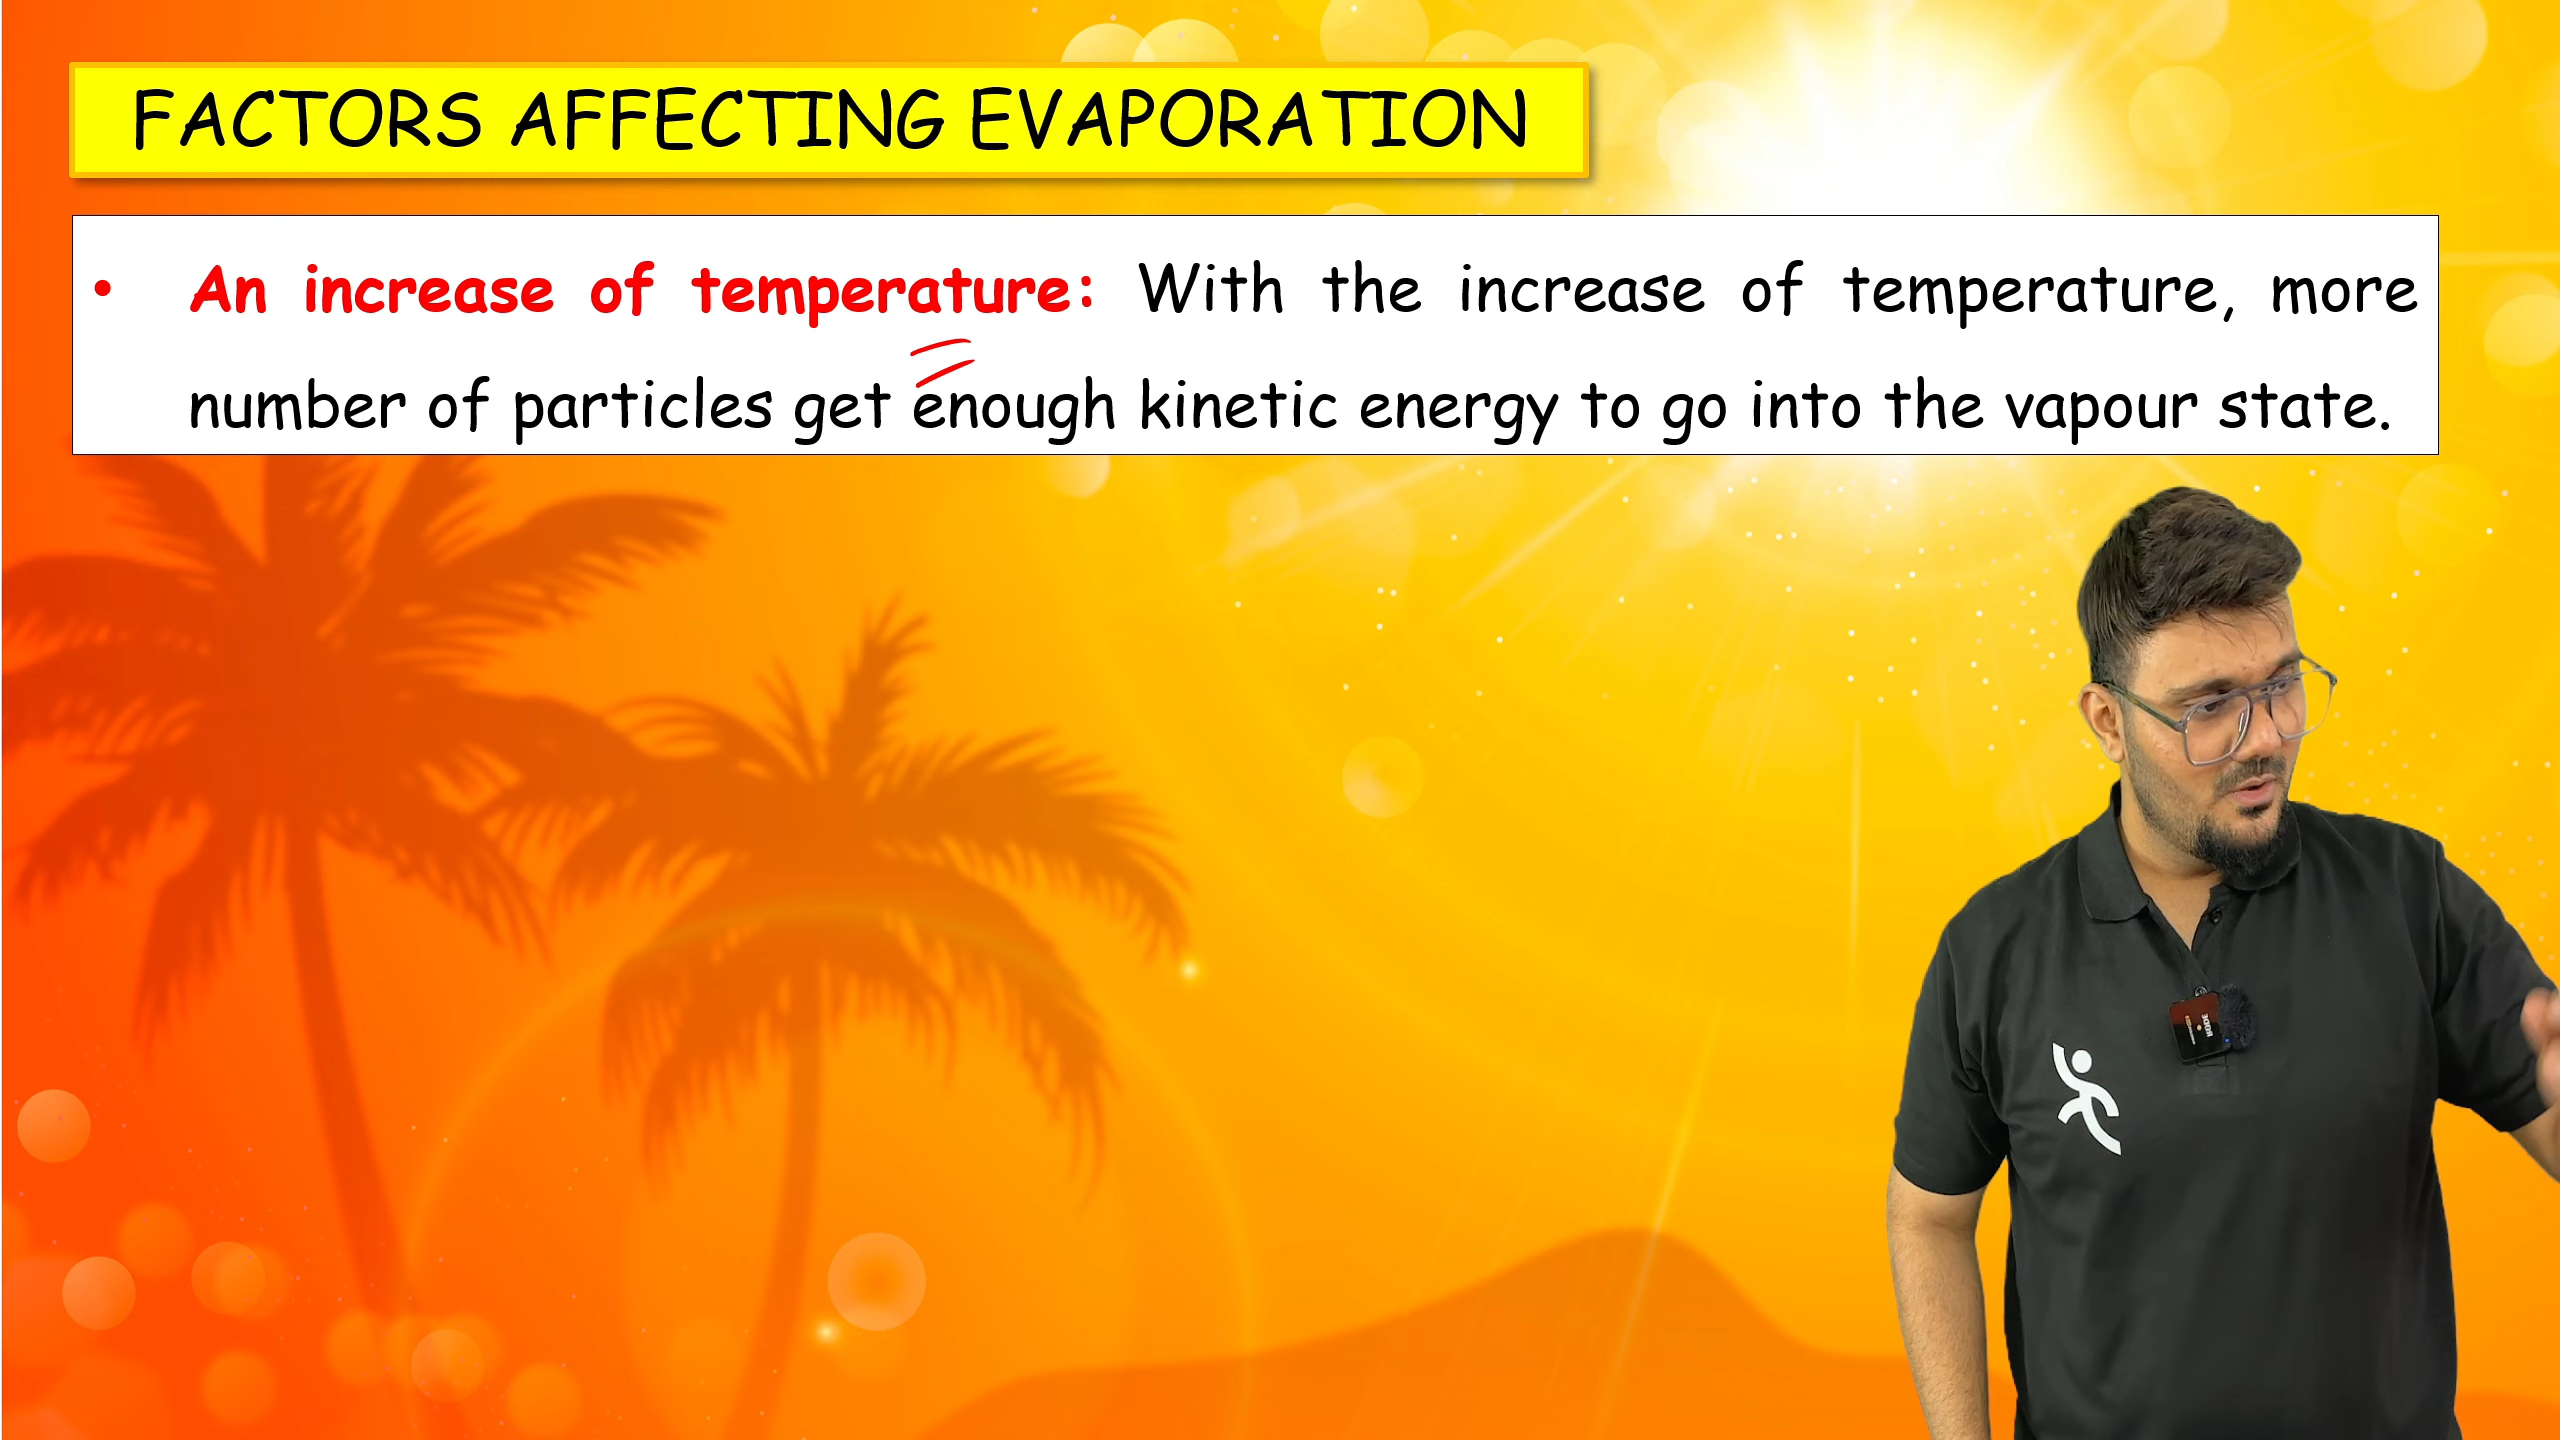 FACTORS AFFECTING EVAPORATION
• An increase of temperature: With the increase of temperature, more
number of particles get enough kinetic energy to go into the vapour state.
RODE